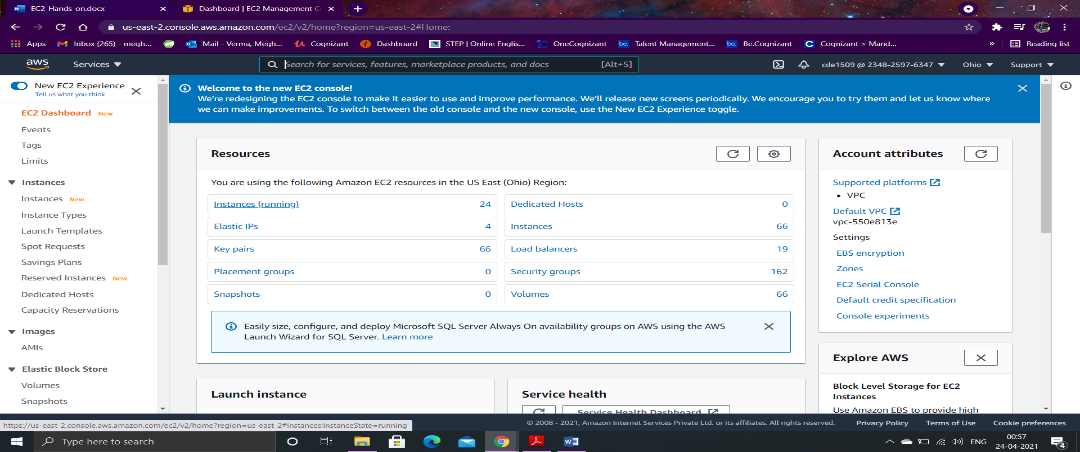 EC2 Hands on.docx
Dashboard | EC2 Management C
us-east-2.console.aws.amazon.com/ec2/v2/home?region=us-east-2#Home:
Apps
Inbox (265) - megh...
Mail - Verma, Megh...
Cognizant
Dashboard
STEP | Online Englis...
OneCognizant
Talent Management...
Be.Cognizant
Cognizant > Mand...
»
Reading list
aws
Services
Search for services, features, marketplace products, and docs
[Alt+S]
cde1509 @ 2348-2597-6347
Ohio
Support
New EC2 Experience
Tell us what you think
EC2 Dashboard New
Events
Tags
Limits
Instances
Instances New
Instance Types
Launch Templates
Spot Requests
Savings Plans
Reserved Instances New
Dedicated Hosts
Capacity Reservations
Images
AMIs
Elastic Block Store
Volumes
Snapshots
Welcome to the new EC2 console!
We're redesigning the EC2 console to make it easier to use and improve performance. We'll release new screens periodically. We encourage you to try them and let us know where
we can make improvements. To switch between the old console and the new console, use the New EC2 Experience toggle.
Resources
You are using the following Amazon EC2 resources in the US East (Ohio) Region:
Instances (running) 24
Dedicated Hosts 0
Elastic IPs 4
Instances 66
Key pairs 66
Load balancers 19
Placement groups 0
Security groups 162
Snapshots 0
Volumes 66
Easily size, configure, and deploy Microsoft SQL Server Always On availability groups on AWS using the AWS
Launch Wizard for SQL Server. Learn more
Launch instance
Service health
Service Health Dashboard
Account attributes
Supported platforms
• VPC
Default VPC
vpc-550e813e
Settings
EBS encryption
Zones
EC2 Serial Console
Default credit specification
Console experiments
Explore AWS
Block Level Storage for EC2
Instances
Use Amazon EBS to provide high
https://us-east-2.console.aws.amazon.com/ec2/v2/home?region=us-east-2#Instances:instanceState=running
© 2008 - 2021, Amazon Internet Services Private Ltd. or its affiliates. All rights reserved.
Privacy Policy
Terms of Use
Cookie preferences
Type here to search
ENG
00:57
24-04-2021
4